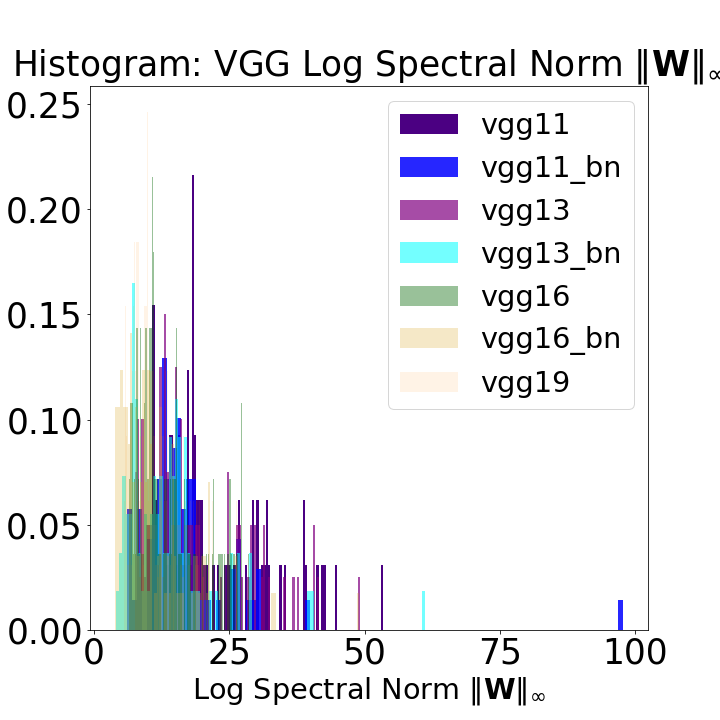 Histogram: VGG Log Spectral Norm ‖W‖∞
0.25
0.20
0.15
0.10
0.05
0.00
vgg11
vgg11_bn
vgg13
vgg13_bn
vgg16
vgg16_bn
vgg19
0 25 50 75 100
Log Spectral Norm ‖W‖∞